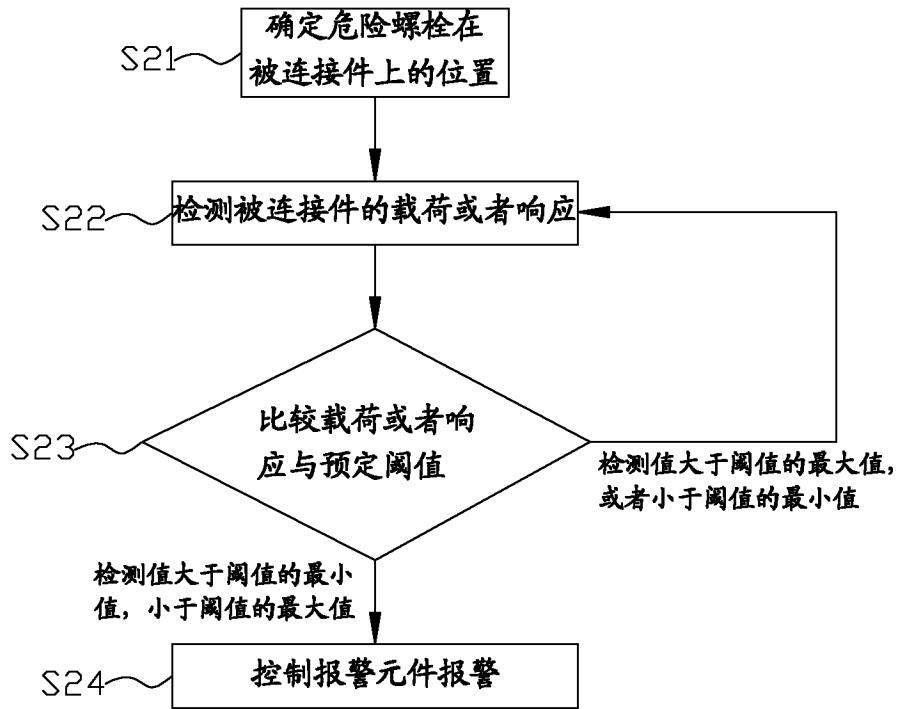 S21
确定危险螺栓在
被连接件上的位置
S22
检测被连接件的载荷或者响应
S23
比较载荷或者响
应与预定阈值
检测值大于阈值的最大值，
或者小于阈值的最小值
检测值大于阈值的最小
值，小于阈值的最大值
S24
控制报警元件报警